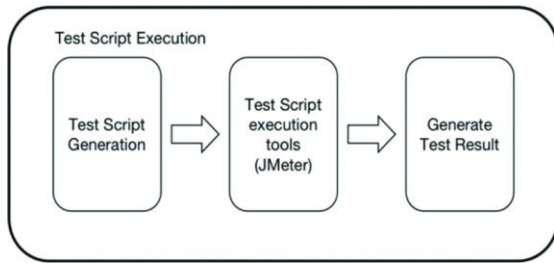 Test Script Execution
Test Script
Generation
Test Script
execution
tools
(JMeter)
Generate
Test Result